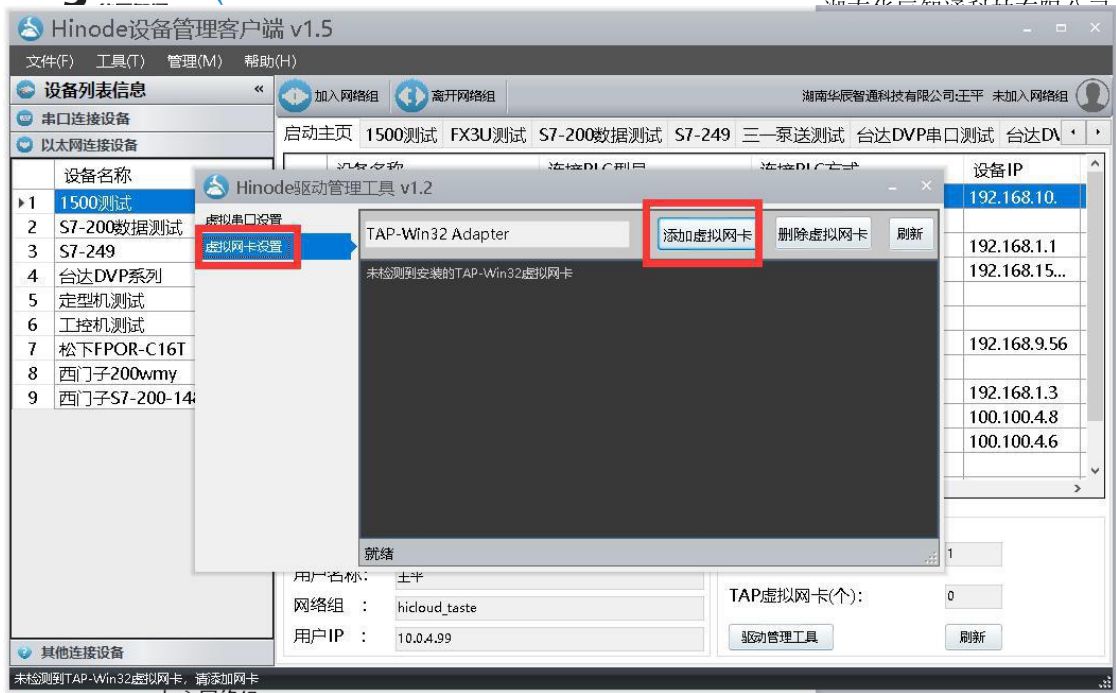 Hinode设备管理客户端 v1.5
文件(F) 工具(T) 管理(M) 帮助(H)
设备列表信息 «
串口连接设备
以太网连接设备
加入网络组 离开网络组 湖南华辰智通科技有限公司:王平 未加入网络组
启动主页 1500测试 FX3U测试 S7-200数据测试 S7-249 三一泵送测试 台达DVP串口测试 台达DV
设备名称
1 1500测试
2 S7-200数据测试
3 S7-249
4 台达DVP系列
5 定型机测试
6 工控机测试
7 松下FPOR-C16T
8 西门子200wmy
9 西门子S7-200-14
设备IP
192.168.10.
192.168.1.1
192.168.15...
192.168.9.56
192.168.1.3
100.100.4.8
100.100.4.6
Hinode驱动管理工具 v1.2
虚拟串口设置
虚拟网卡设置
TAP-Win32 Adapter 添加虚拟网卡 删除虚拟网卡 刷新
未检测到安装的TAP-Win32虚拟网卡
就绪
1
用户名称: 王平
网络组 : hicloud_taste
用户IP : 10.0.4.99
TAP虚拟网卡(个): 0
驱动管理工具 刷新
其他连接设备
未检测到TAP-Win32虚拟网卡, 请添加网卡